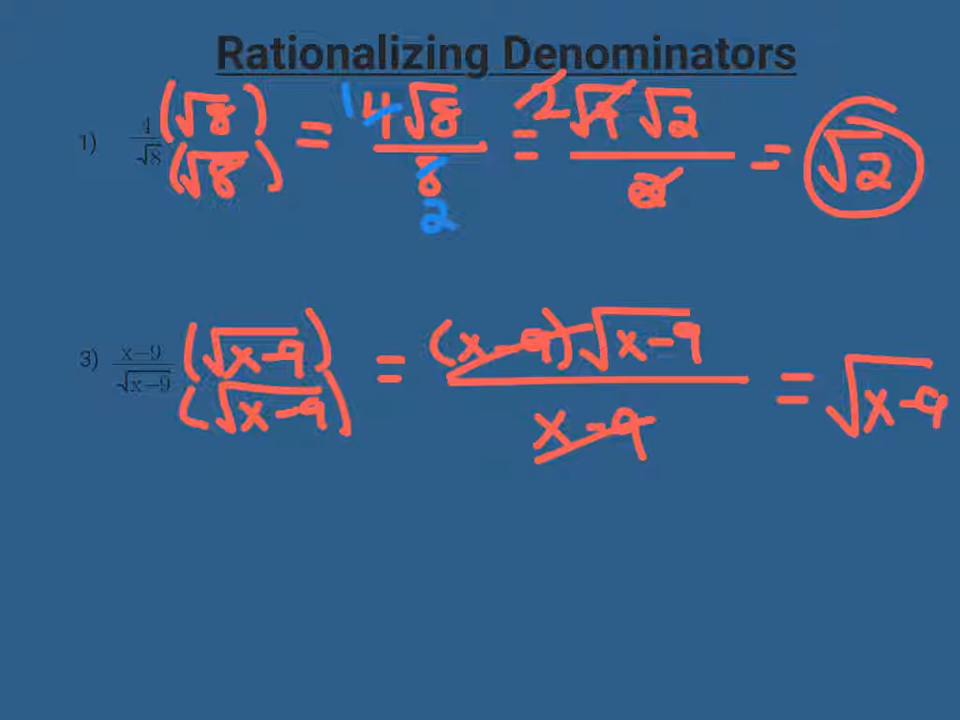 Rationalizing Denominators
1) 4/√8 (√8)/(√8) = 1 4√8/8 2 = 2√4 √2/2 = √2
3) x−9/√x−9 (√x−9)/(√x−9) = (x−9)√x−9/x−9 = √x−9